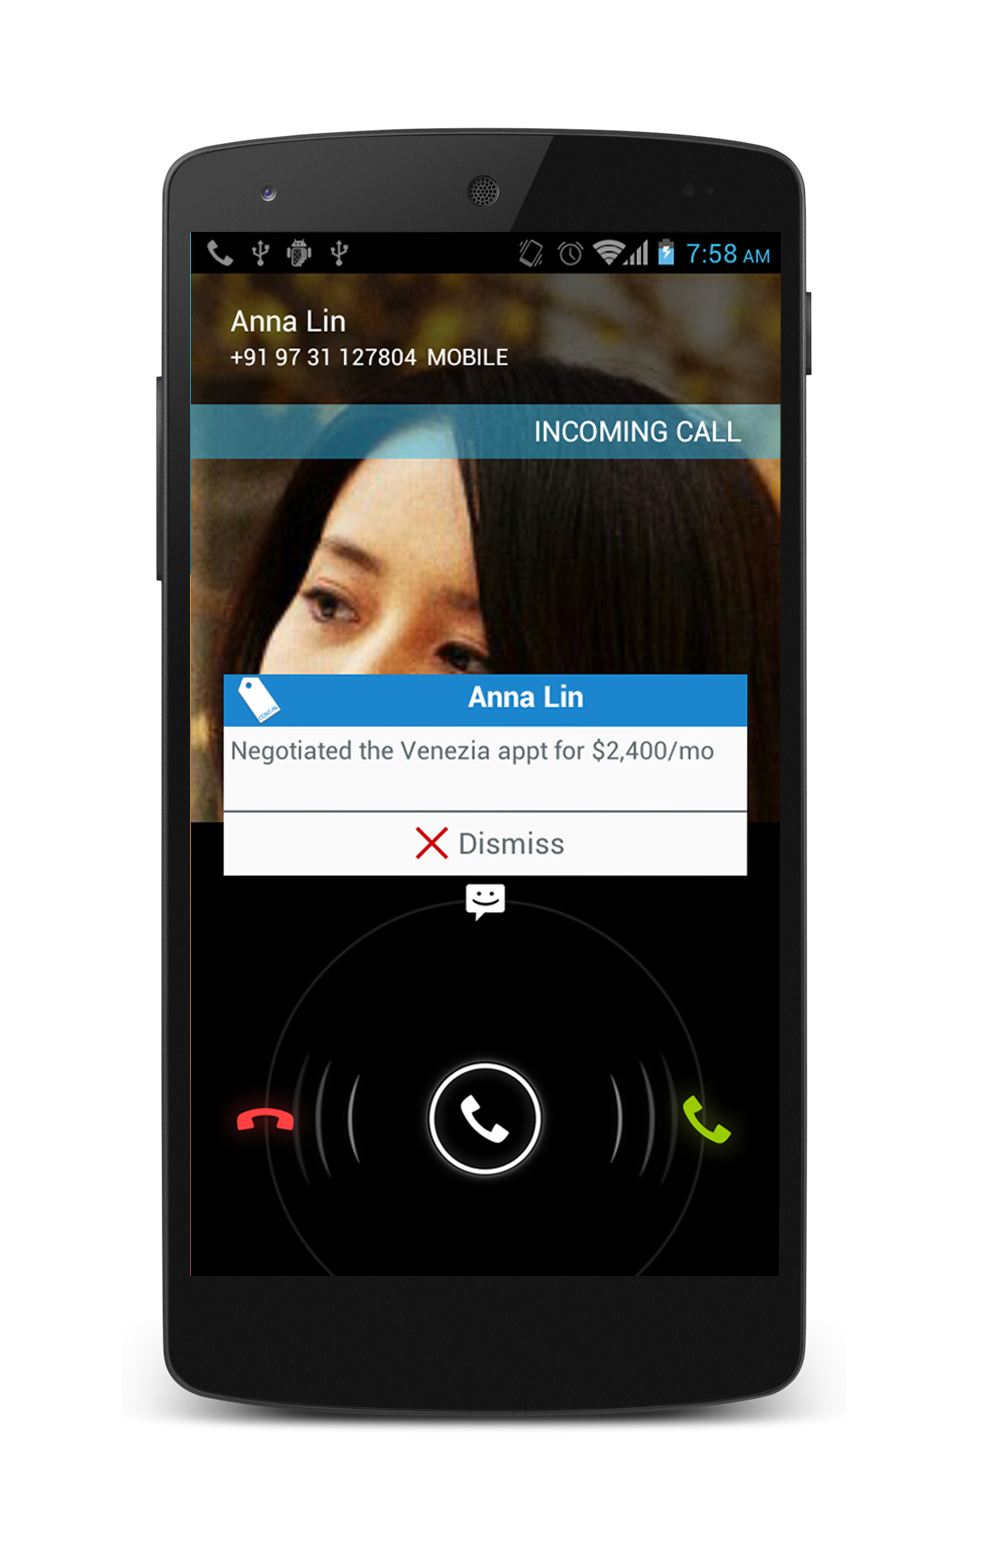 7:58 AM
Anna Lin
+91 97 31 127804 MOBILE
INCOMING CALL
Anna Lin
Negotiated the Venezia appt for $2,400/mo
Dismiss